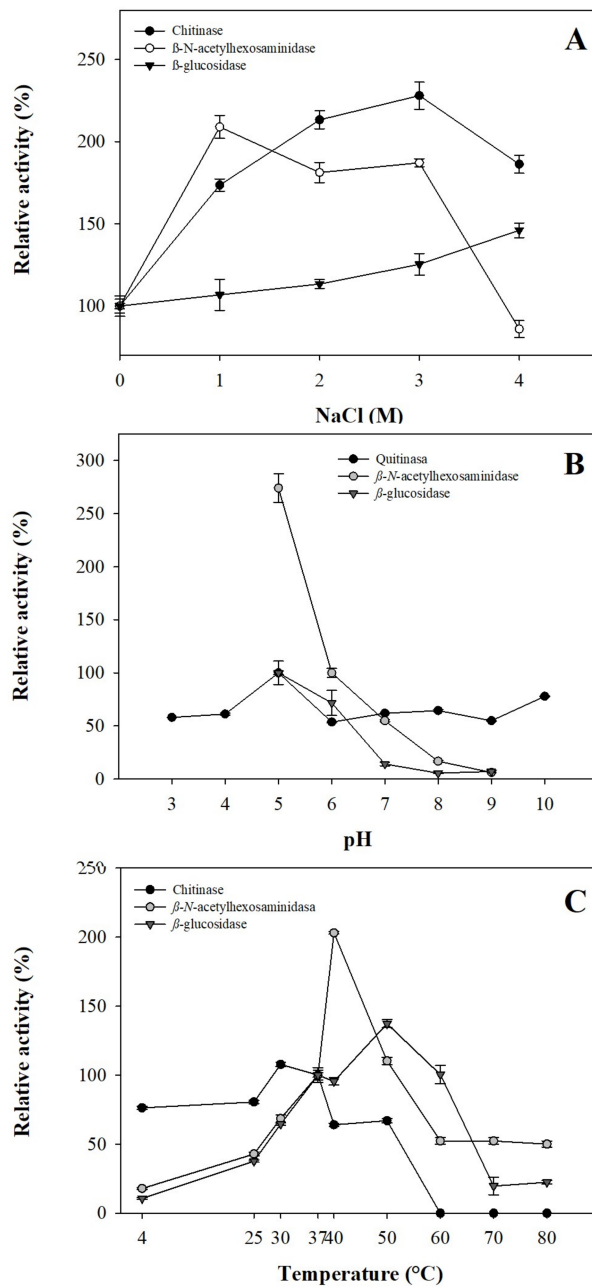 A
Chitinase
ß-N-acetylhexosaminidase
ß-glucosidase
Relative activity (%)
250
200
150
100
0 1 2 3 4
NaCl (M)
B
Quitinasa
β-N-acetylhexosaminidase
β-glucosidase
Relative activity (%)
300
250
200
150
100
50
0
3 4 5 6 7 8 9 10
pH
C
Chitinase
β-N-acetylhexosaminidasa
β-glucosidase
Relative activity (%)
250
200
150
100
50
0
4 25 30 37 40 50 60 70 80
Temperature (°C)